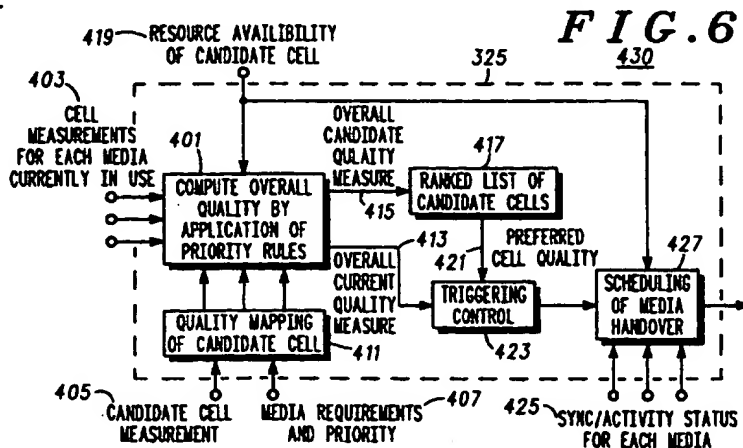 FIG. 6
430
419
RESOURCE AVAILIBILITY
OF CANDIDATE CELL
325
403
CELL
MEASUREMENTS
FOR EACH MEDIA
CURRENTLY IN USE
401
COMPUTE OVERALL
QUALITY BY
APPLICATION OF
PRIORITY RULES
OVERALL
CANDIDATE
QULAITY
MEASURE
415
417
RANKED LIST OF
CANDIDATE CELLS
413
OVERALL
CURRENT
QUALITY
MEASURE
421
PREFERRED
CELL QUALITY
TRIGGERING
CONTROL
423
427
SCHEDULING
OF MEDIA
HANDOVER
QUALITY MAPPING
OF CANDIDATE CELL
411
405
CANDIDATE CELL
MEASUREMENT
MEDIA REQUIREMENTS
AND PRIORITY
407
425
SYNC/ACTIVITY STATUS
FOR EACH MEDIA